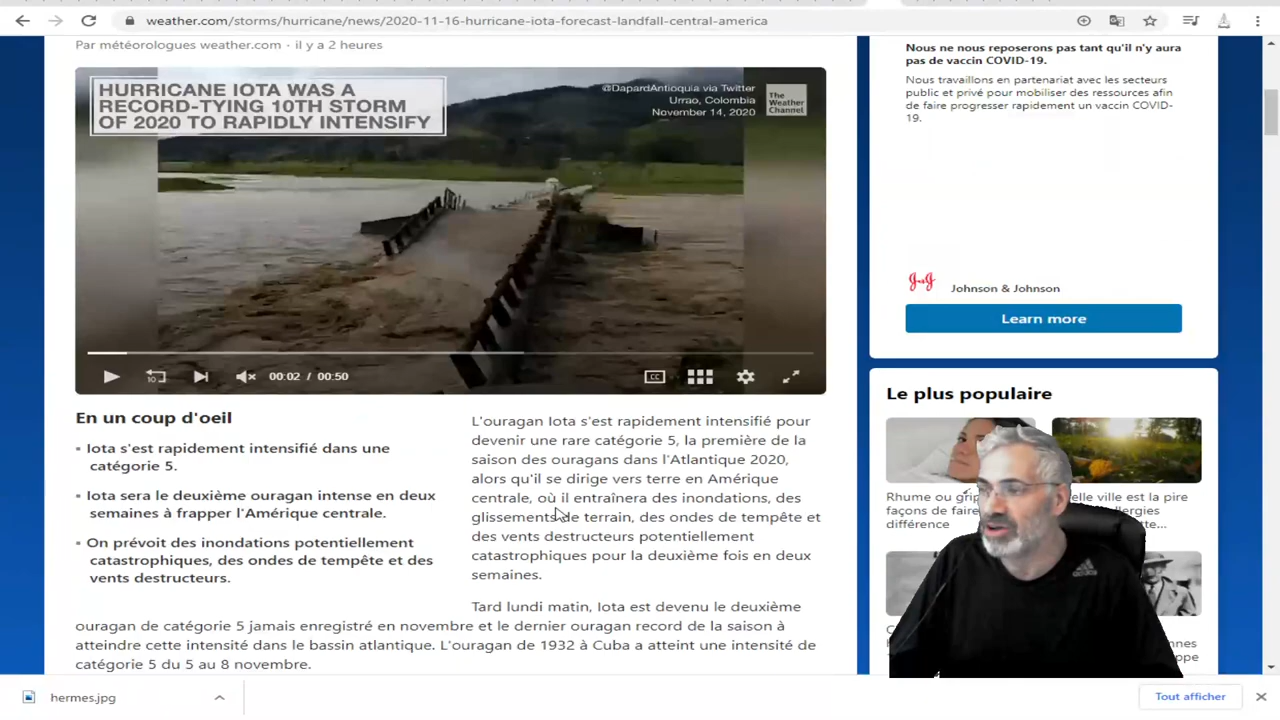 weather.com/storms/hurricane/news/2020-11-16-hurricane-iota-forecast-landfall-central-america
Par météorologues weather.com · il y a 2 heures
HURRICANE IOTA WAS A
RECORD-TYING 10TH STORM
OF 2020 TO RAPIDLY INTENSIFY
@DapardAntioquia via Twitter
Urrao, Colombia
November 14, 2020
The
Weather
Channel
10
00:02 / 00:50
CC
En un coup d'oeil
▪ Iota s'est rapidement intensifié dans une
catégorie 5.
▪ Iota sera le deuxième ouragan intense en deux
semaines à frapper l'Amérique centrale.
▪ On prévoit des inondations potentiellement
catastrophiques, des ondes de tempête et des
vents destructeurs.
L'ouragan Iota s'est rapidement intensifié pour
devenir une rare catégorie 5, la première de la
saison des ouragans dans l'Atlantique 2020,
alors qu'il se dirige vers terre en Amérique
centrale, où il entraînera des inondations, des
glissements de terrain, des ondes de tempête et
des vents destructeurs potentiellement
catastrophiques pour la deuxième fois en deux
semaines.
Tard lundi matin, Iota est devenu le deuxième
ouragan de catégorie 5 jamais enregistré en novembre et le dernier ouragan record de la saison à
atteindre cette intensité dans le bassin atlantique. L'ouragan de 1932 à Cuba a atteint une intensité de
catégorie 5 du 5 au 8 novembre.
Nous ne nous reposerons pas tant qu'il n'y aura
pas de vaccin COVID-19.
Nous travaillons en partenariat avec les secteurs
public et privé pour mobiliser des ressources afin
de faire progresser rapidement un vaccin COVID-
19.
Johnson & Johnson
Learn more
Le plus populaire
Rhume ou
façons de
différence
ville est la pire
adidas
hermes.jpg
Tout afficher